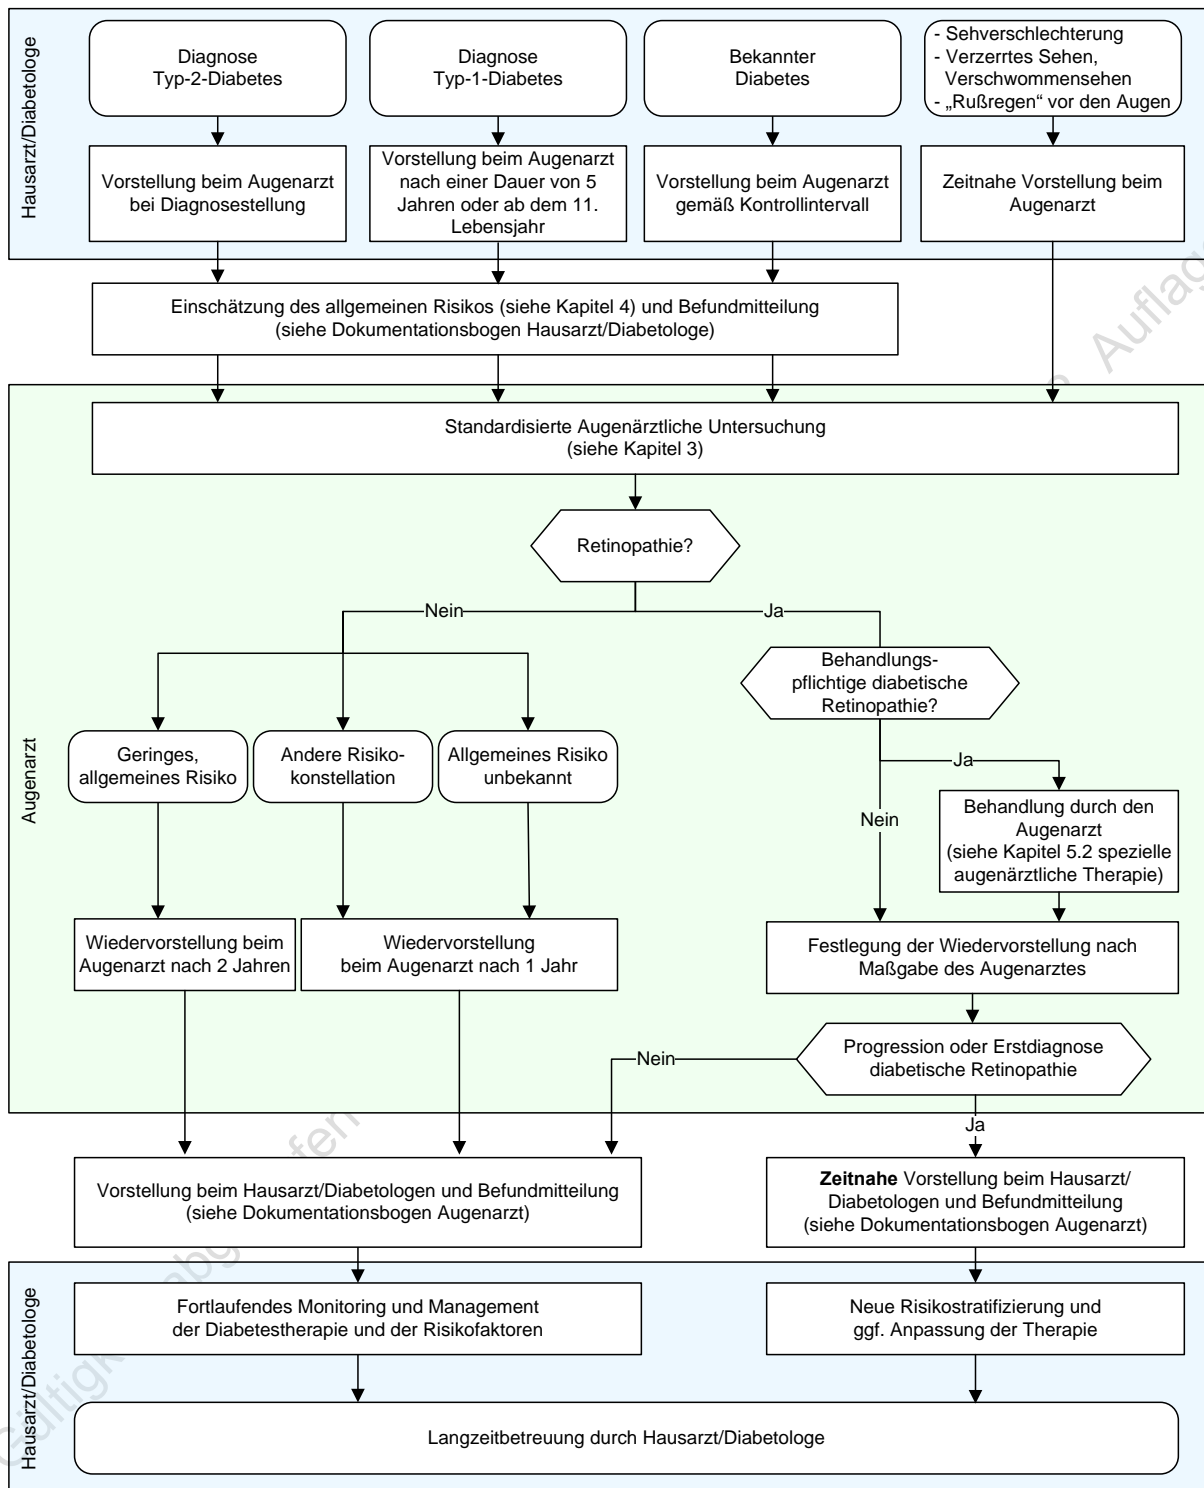 Hausarzt/Diabetologe
Diagnose
Typ-2-Diabetes
Diagnose
Typ-1-Diabetes
Bekannter
Diabetes
- Sehverschlechterung
- Verzerrtes Sehen,
Verschwommensehen
- „Rußregen“ vor den Augen
Vorstellung beim Augenarzt
bei Diagnosestellung
Vorstellung beim Augenarzt
nach einer Dauer von 5
Jahren oder ab dem 11.
Lebensjahr
Vorstellung beim Augenarzt
gemäß Kontrollintervall
Zeitnahe Vorstellung beim
Augenarzt
Einschätzung des allgemeinen Risikos (siehe Kapitel 4) und Befundmitteilung
(siehe Dokumentationsbogen Hausarzt/Diabetologe)
Auflage
Augenarzt
Standardisierte Augenärztliche Untersuchung
(siehe Kapitel 3)
Retinopathie?
Nein
Ja
Behandlungs-
pflichtige diabetische
Retinopathie?
Geringes,
allgemeines Risiko
Andere Risiko-
konstellation
Allgemeines Risiko
unbekannt
Ja
Nein
Behandlung durch den
Augenarzt
(siehe Kapitel 5.2 spezielle
augenärztliche Therapie)
Wiedervorstellung beim
Augenarzt nach 2 Jahren
Wiedervorstellung
beim Augenarzt nach 1 Jahr
Festlegung der Wiedervorstellung nach
Maßgabe des Augenarztes
Progression oder Erstdiagnose
diabetische Retinopathie
Nein
Ja
Vorstellung beim Hausarzt/Diabetologen und Befundmitteilung
(siehe Dokumentationsbogen Augenarzt)
Zeitnahe Vorstellung beim Hausarzt/
Diabetologen und Befundmitteilung
(siehe Dokumentationsbogen Augenarzt)
Hausarzt/Diabetologe
Fortlaufendes Monitoring und Management
der Diabetestherapie und der Risikofaktoren
Neue Risikostratifizierung und
ggf. Anpassung der Therapie
Langzeitbetreuung durch Hausarzt/Diabetologe